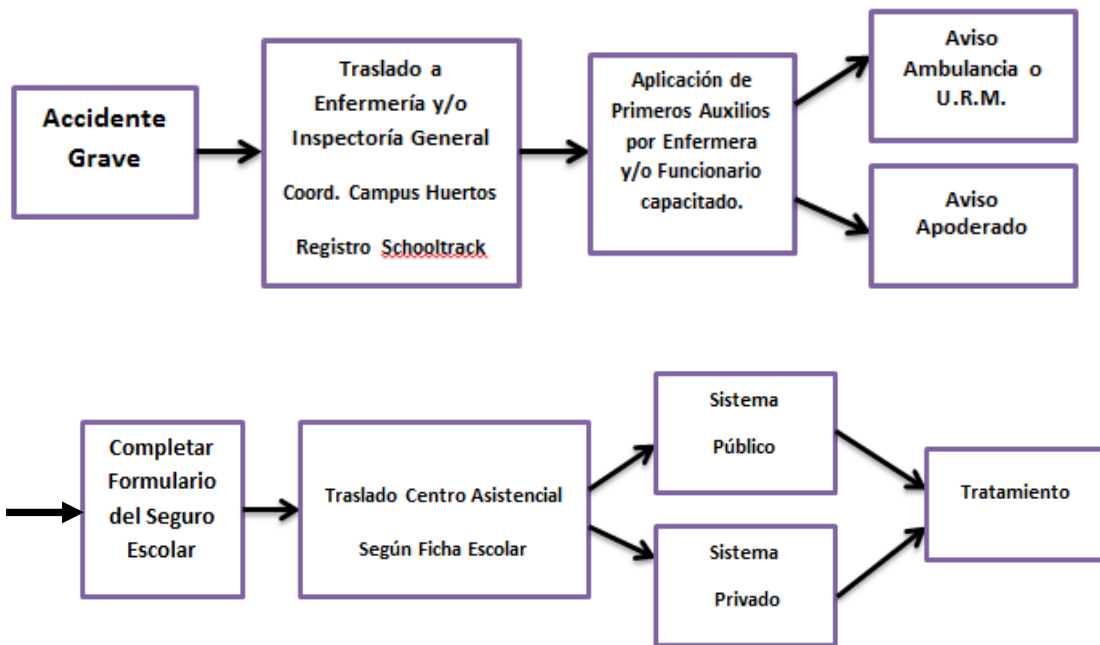 Accidente
Grave
Traslado a
Enfermería y/o
Inspectoría General
Coord. Campus Huertos
Registro Schooltrack
Aplicación de
Primeros Auxilios
por Enfermera
y/o Funcionario
capacitado.
Aviso
Ambulancia o
U.R.M.
Aviso
Apoderado
Completar
Formulario
del Seguro
Escolar
Traslado Centro Asistencial
Según Ficha Escolar
Sistema
Público
Sistema
Privado
Tratamiento